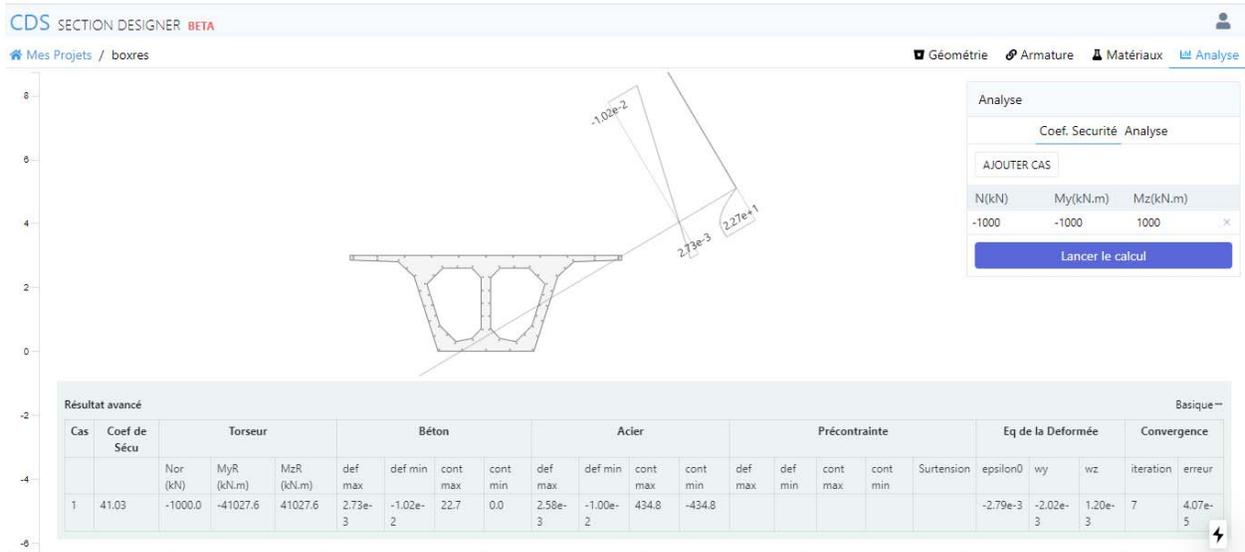 CDS SECTION DESIGNER BETA
Mes Projets / boxres
Géométrie Armature Matériaux Analyse
8
6
4
2
0
-2
-4
-6
-1.02e-2
2.27e+1
2.73e-3
Analyse
Coef. Securité Analyse
AJOUTER CAS
N(kN) My(kN.m) Mz(kN.m)
-1000 -1000 1000 ×
Lancer le calcul
Résultat avancé Basique
Cas Coef de Sécu Torseur Béton Acier Précontrainte Eq de la Deformée Convergence
Nor (kN) MyR (kN.m) MzR (kN.m) def max def min cont max cont min def max def min cont max cont min def max def min cont max cont min Surtension epsilon0 wy wz iteration erreur
1 41.03 -1000.0 -41027.6 41027.6 2.73e-3 -1.02e-2 22.7 0.0 2.58e-3 -1.00e-2 434.8 -434.8 -2.79e-3 -2.02e-3 1.20e-3 7 4.07e-5